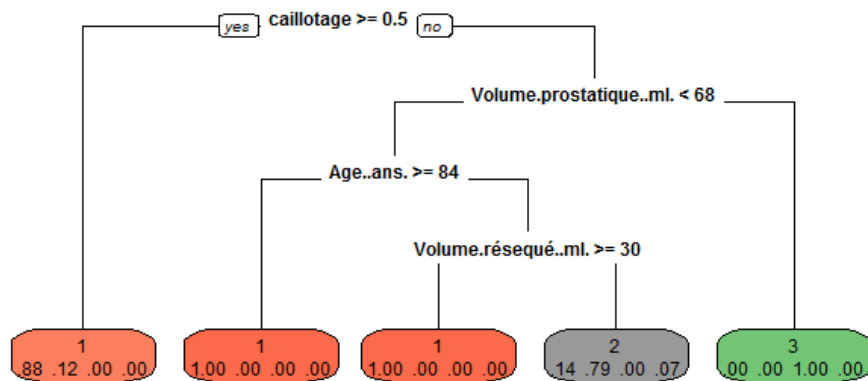 yes caillotage >= 0.5 no
Volume.prostatique..ml. < 68
Age..ans. >= 84
Volume.résequé..ml. >= 30
1 1 1 2 3
.88 .12 .00 .00 1.00 .00 .00 .00 1.00 .00 .00 .00 .14 .79 .00 .07 .00 .00 1.00 .00